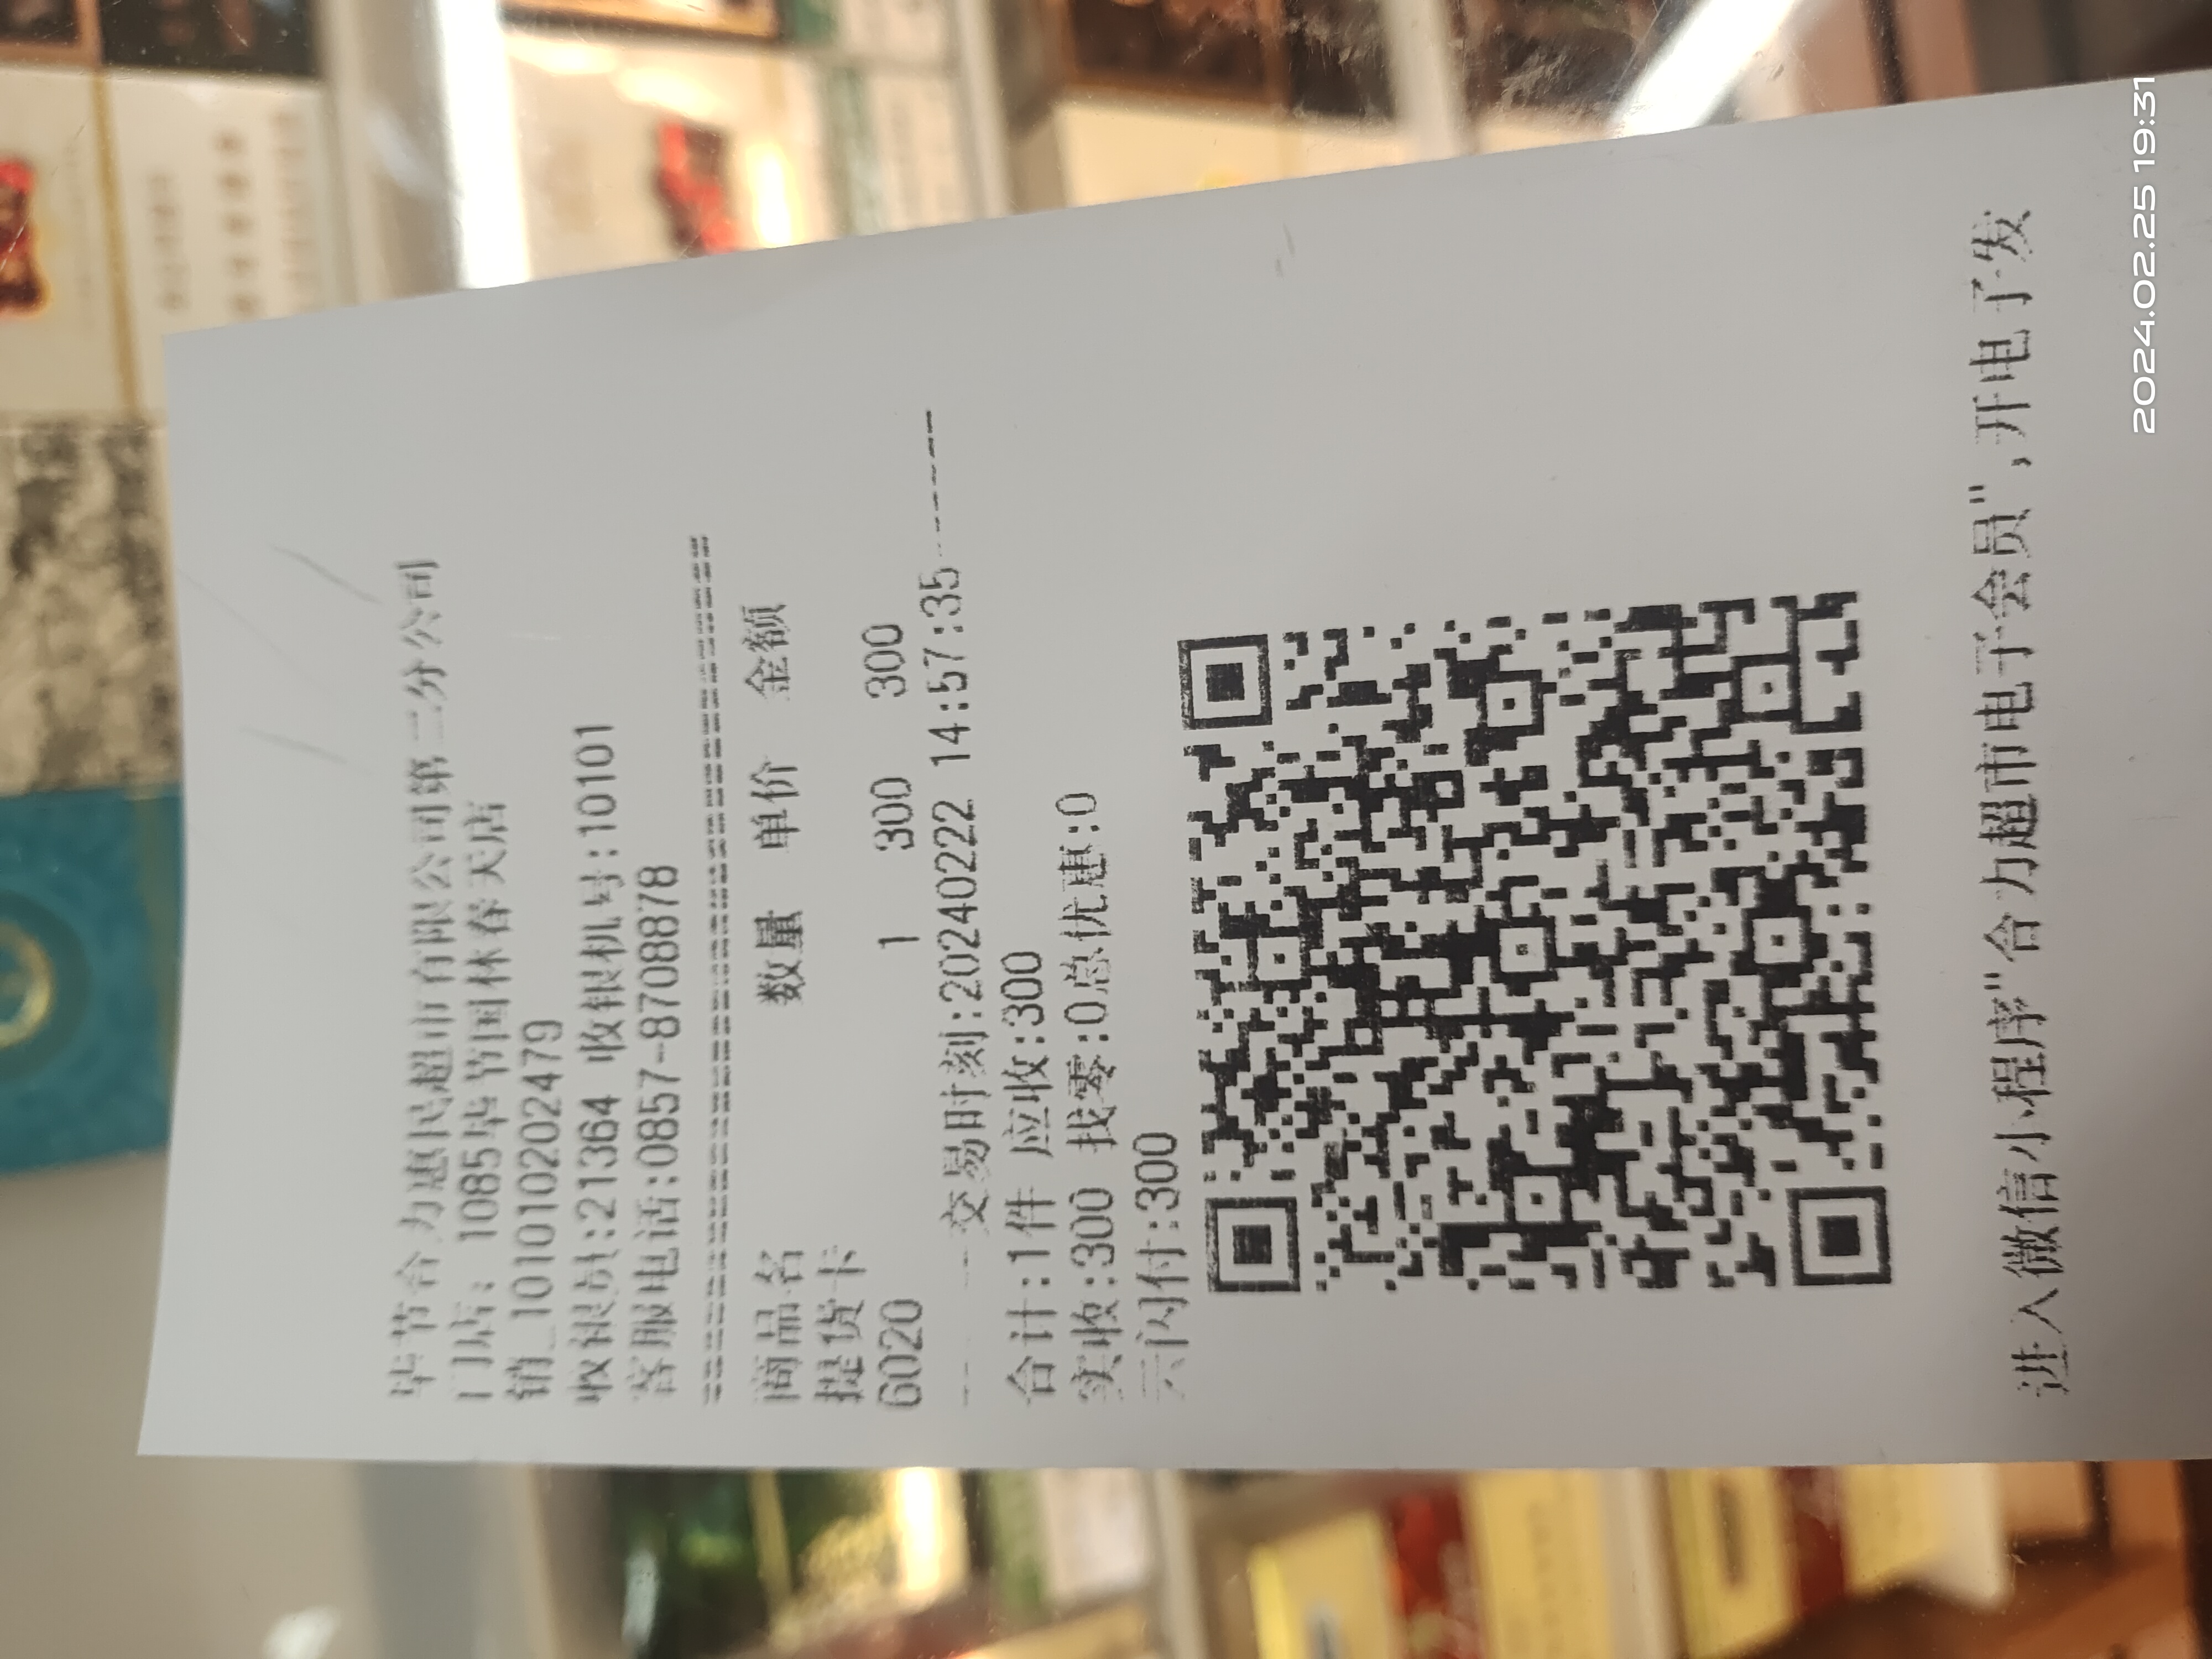 毕节合力惠民超市有限公司第二分公司
门店: 1085毕节国林春天店
销_101010202479
收银员:21364 收银机号:10101
客服电话:0857-8708878
商品名 数量 单价 金额
提货卡
6020 1 300 300
----交易时刻:20240222 14:57:35------
合计:1件 应收:300
实收:300 找零:0总优惠:0
云闪付:300
进入微信小程序"合力超市电子会员",开电子发
2024.02.25 19:31